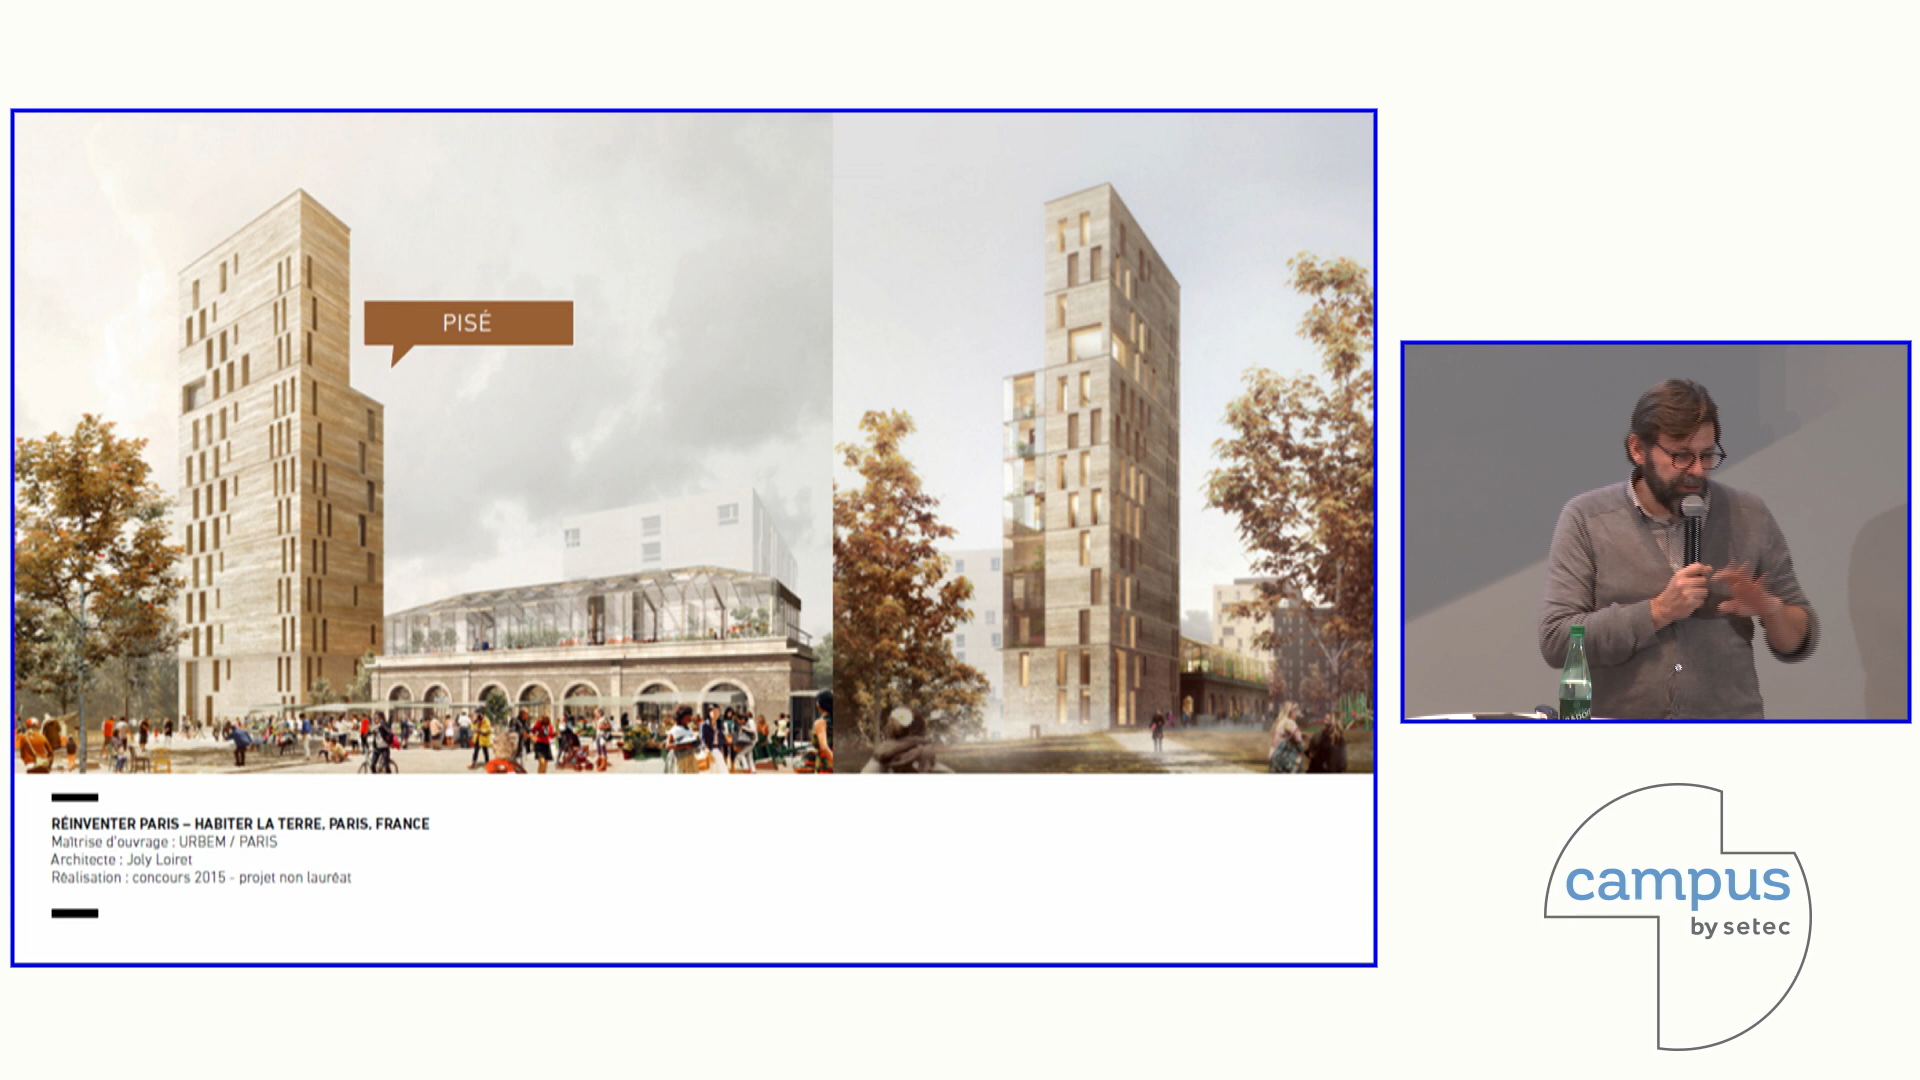 PISÉ
RÉINVENTER PARIS – HABITER LA TERRE, PARIS, FRANCE
Maîtrise d'ouvrage : URBEM / PARIS
Architecte : Joly Loiret
Réalisation : concours 2015 - projet non lauréat
campus
by setec